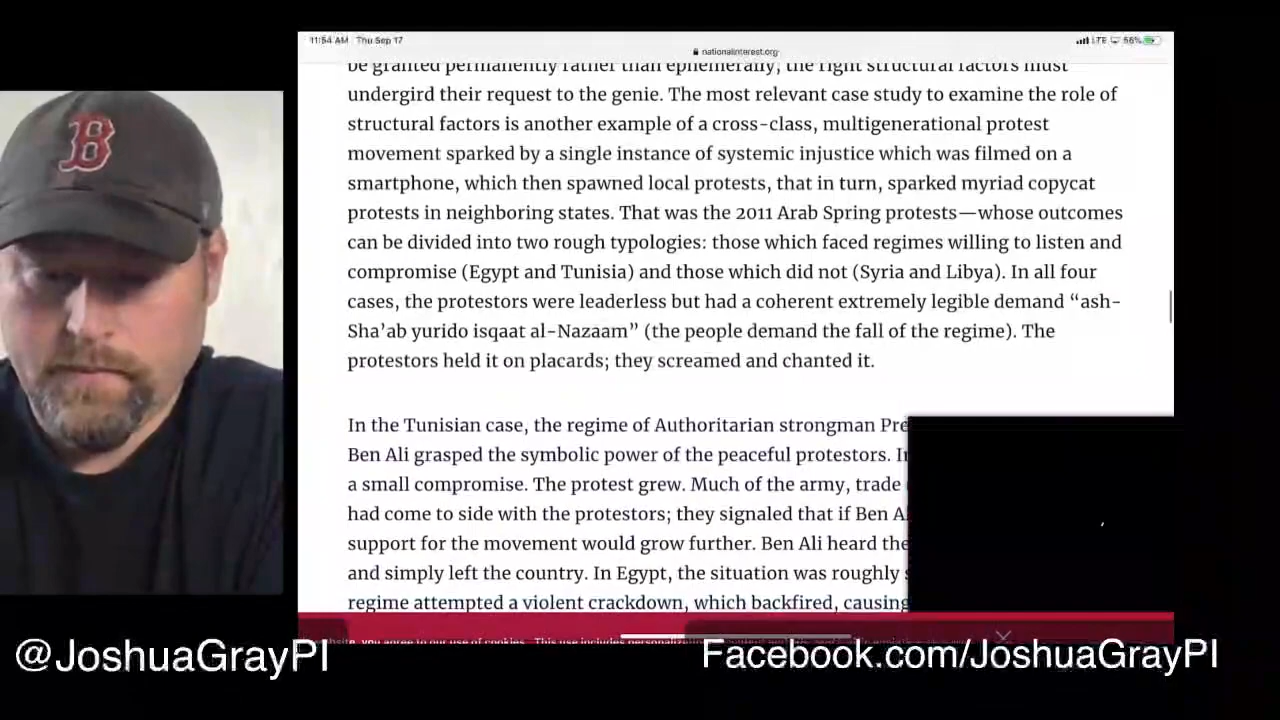 B
11:54 AM Thu Sep 17
LTE 56%
nationalinterest.org
be granted permanently rather than ephemerally, the right structural factors must
undergird their request to the genie. The most relevant case study to examine the role of
structural factors is another example of a cross-class, multigenerational protest
movement sparked by a single instance of systemic injustice which was filmed on a
smartphone, which then spawned local protests, that in turn, sparked myriad copycat
protests in neighboring states. That was the 2011 Arab Spring protests—whose outcomes
can be divided into two rough typologies: those which faced regimes willing to listen and
compromise (Egypt and Tunisia) and those which did not (Syria and Libya). In all four
cases, the protestors were leaderless but had a coherent extremely legible demand “ash-
Sha’ab yurido isqaat al-Nazaam” (the people demand the fall of the regime). The
protestors held it on placards; they screamed and chanted it.
In the Tunisian case, the regime of Authoritarian strongman Pre
Ben Ali grasped the symbolic power of the peaceful protestors. I
a small compromise. The protest grew. Much of the army, trade
had come to side with the protestors; they signaled that if Ben A
support for the movement would grow further. Ben Ali heard the
and simply left the country. In Egypt, the situation was roughly s
regime attempted a violent crackdown, which backfired, causing
you agree to our use of cookies. This use includes
@JoshuaGrayPI
Facebook.com/JoshuaGrayPI